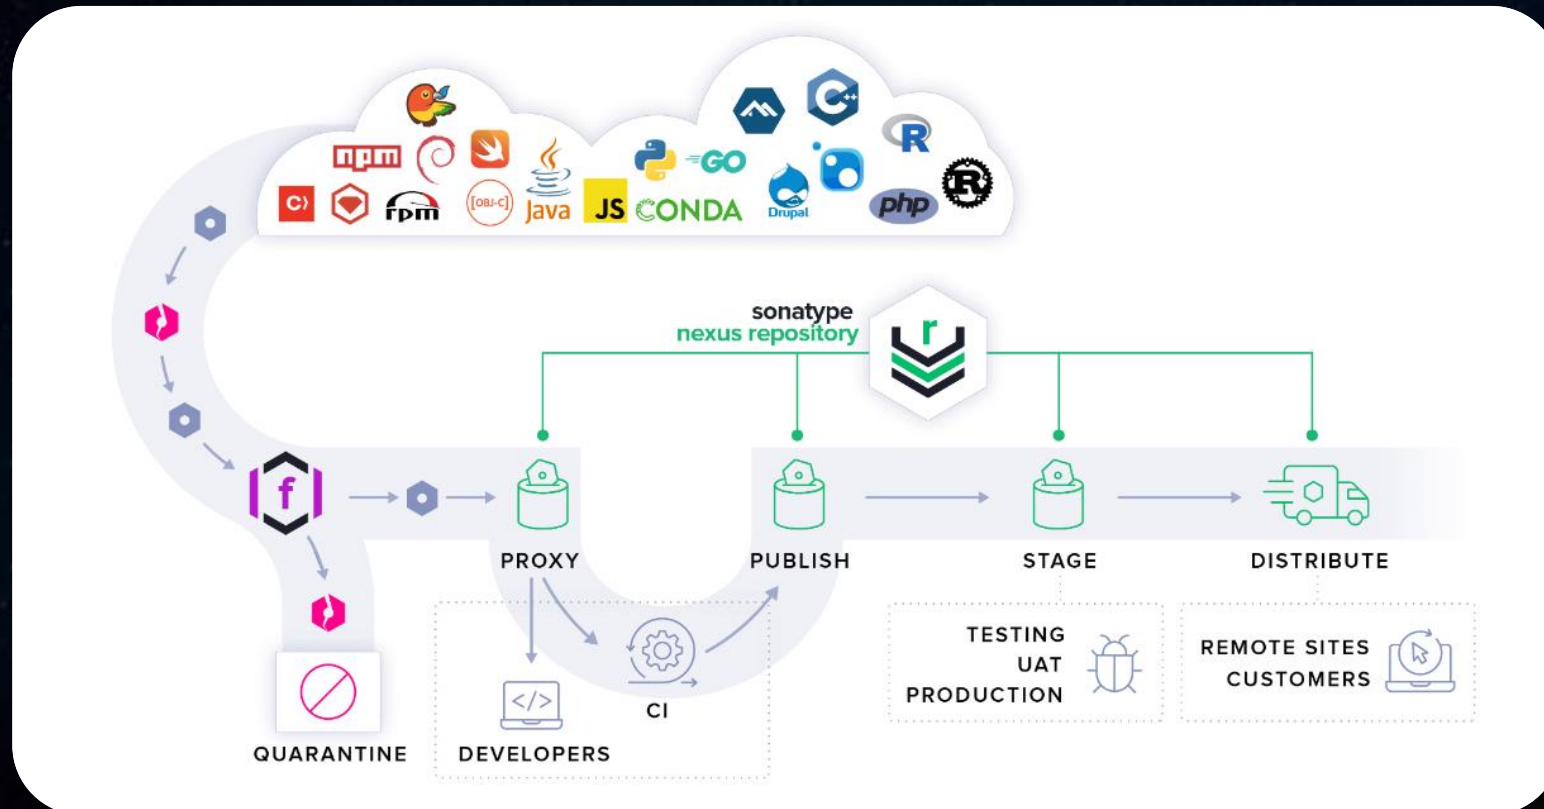 C++
R
npm
GO
R
C
rpm
[OBJ-C]
Java
JS
CONDA
Drupal
php
sonatype
nexus repository
r
f
PROXY
PUBLISH
STAGE
DISTRIBUTE
TESTING
UAT
PRODUCTION
REMOTE SITES
CUSTOMERS
</>
CI
QUARANTINE
DEVELOPERS